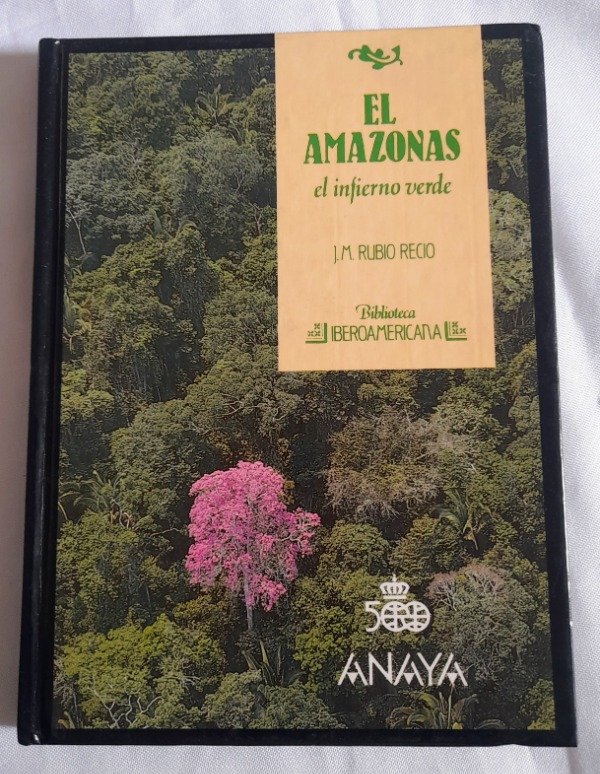 EL
AMAZONAS
el infierno verde
J.M. RUBIO RECIO
Biblioteca
IBEROAMERICANA
500
ANAYA